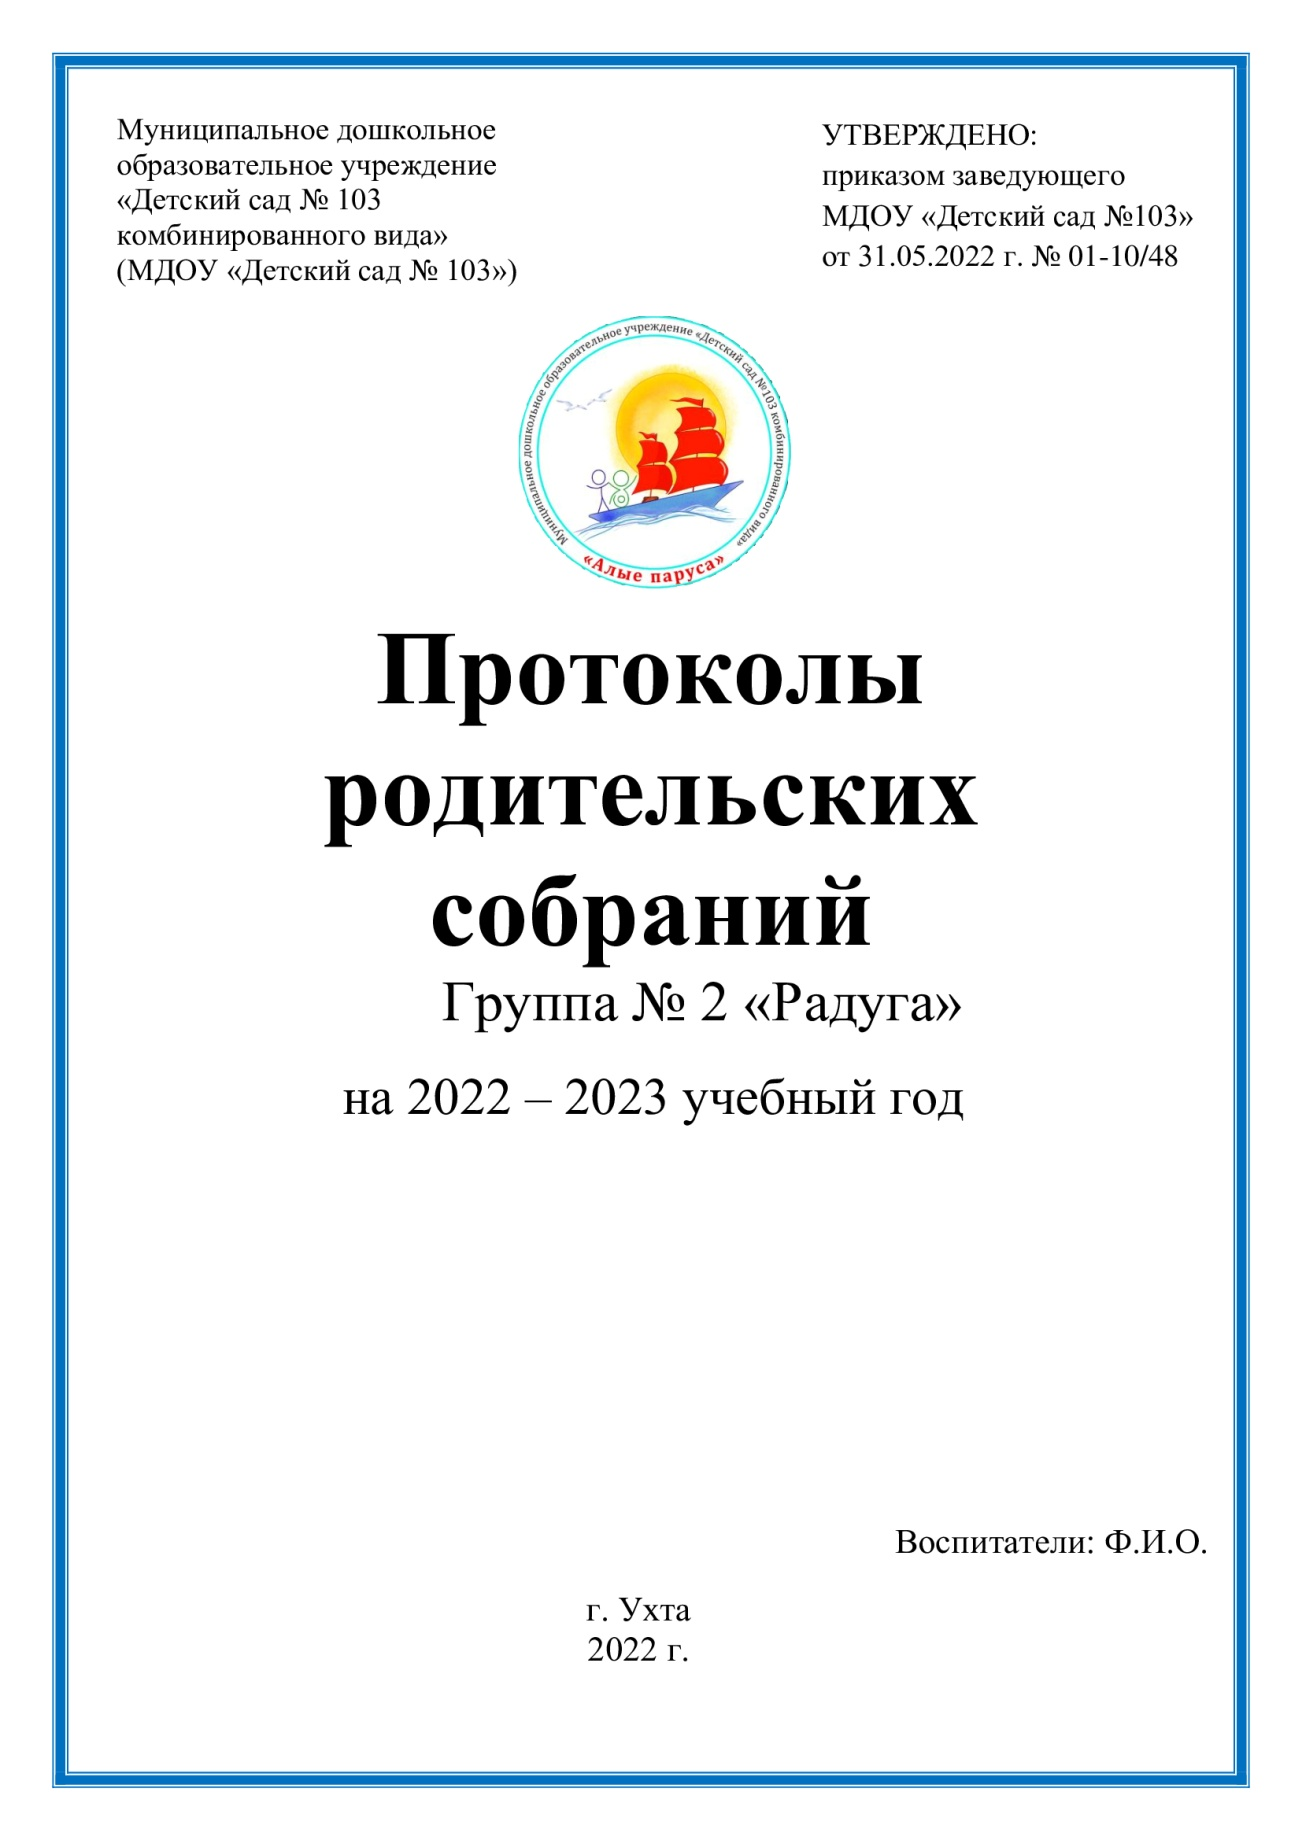 Муниципальное дошкольное
образовательное учреждение
«Детский сад № 103
комбинированного вида»
(МДОУ «Детский сад № 103»)
УТВЕРЖДЕНО:
приказом заведующего
МДОУ «Детский сад №103»
от 31.05.2022 г. № 01-10/48
Муниципальное дошкольное образовательное учреждение «Детский сад №103 комбинированного вида»
«Алые паруса»
Протоколы
родительских
собраний
Группа № 2 «Радуга»
на 2022 – 2023 учебный год
Воспитатели: Ф.И.О.
г. Ухта
2022 г.